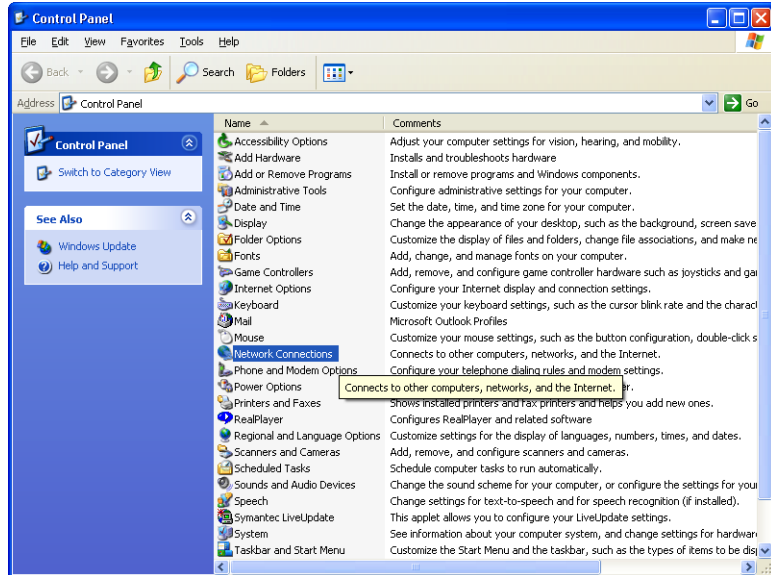 Control Panel
File Edit View Favorites Tools Help
Back Search Folders
Address Control Panel Go
Control Panel
Switch to Category View
See Also
Windows Update
Help and Support
Name Comments
Accessibility Options Adjust your computer settings for vision, hearing, and mobility.
Add Hardware Installs and troubleshoots hardware
Add or Remove Programs Install or remove programs and Windows components.
Administrative Tools Configure administrative settings for your computer.
Date and Time Set the date, time, and time zone for your computer.
Display Change the appearance of your desktop, such as the background, screen save
Folder Options Customize the display of files and folders, change file associations, and make ne
Fonts Add, change, and manage fonts on your computer.
Game Controllers Add, remove, and configure game controller hardware such as joysticks and gar
Internet Options Configure your Internet display and connection settings.
Keyboard Customize your keyboard settings, such as the cursor blink rate and the charact
Mail Microsoft Outlook Profiles
Mouse Customize your mouse settings, such as the button configuration, double-click s
Network Connections Connects to other computers, networks, and the Internet.
Phone and Modem Options Configure your telephone dialing rules and modem settings.
Power Options
Connects to other computers, networks, and the Internet.
Printers and Faxes Shows installed printers and fax printers and helps you add new ones.
RealPlayer Configures RealPlayer and related software
Regional and Language Options Customize settings for the display of languages, numbers, times, and dates.
Scanners and Cameras Add, remove, and configure scanners and cameras.
Scheduled Tasks Schedule computer tasks to run automatically.
Sounds and Audio Devices Change the sound scheme for your computer, or configure the settings for your
Speech Change settings for text-to-speech and for speech recognition (if installed).
Symantec LiveUpdate This applet allows you to configure your LiveUpdate settings.
System See information about your computer system, and change settings for hardware
Taskbar and Start Menu Customize the Start Menu and the taskbar, such as the types of items to be disp